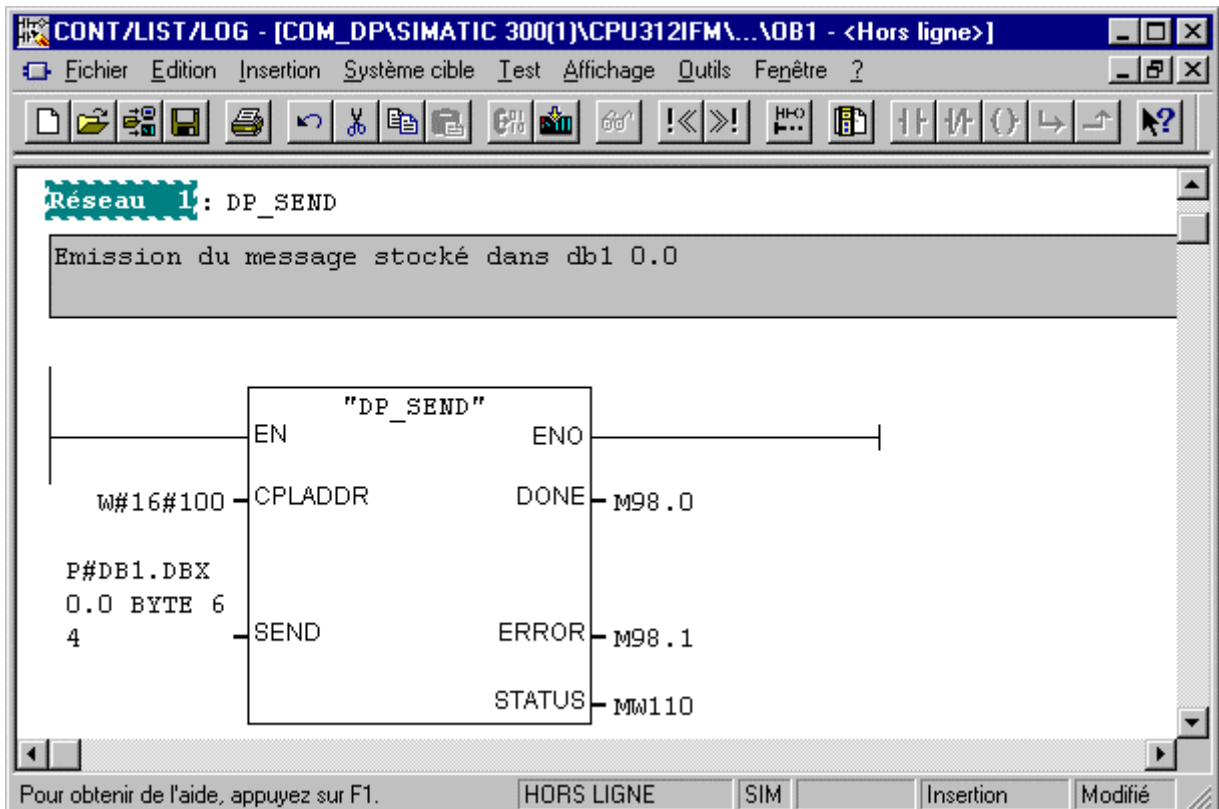 CONT/LIST/LOG - [COM_DP\SIMATIC 300(1)\CPU312IFM\...\OB1 - <Hors ligne>]
Fichier Edition Insertion Système cible Test Affichage Outils Fenêtre ?
Réseau 1: DP_SEND
Emission du message stocké dans db1 0.0
"DP_SEND"
EN ENO
W#16#100 CPLADDR DONE M98.0
P#DB1.DBX
0.0 BYTE 6
4 SEND ERROR M98.1
STATUS MW110
Pour obtenir de l'aide, appuyez sur F1. HORS LIGNE SIM Insertion Modifié